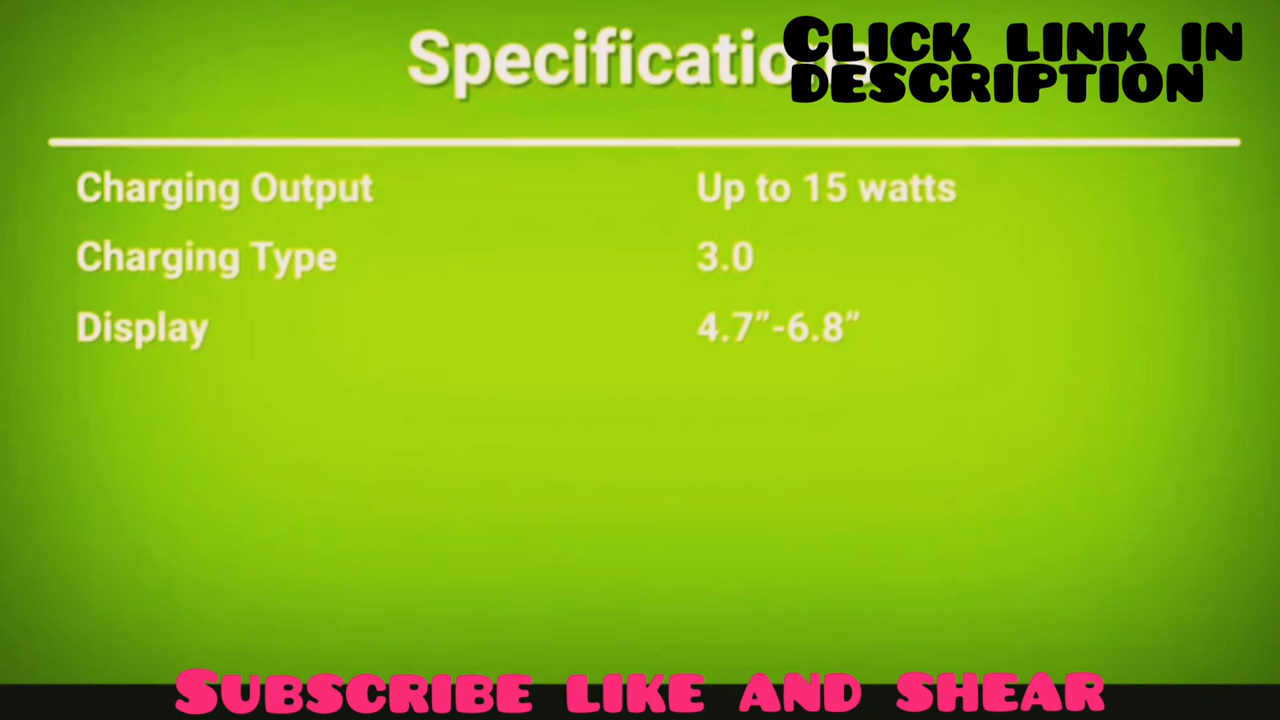 Specificatio
CLICK LINK IN
DESCRIPTION
Charging Output Up to 15 watts
Charging Type 3.0
Display 4.7”-6.8”
SUBSCRIBE LIKE AND SHEAR